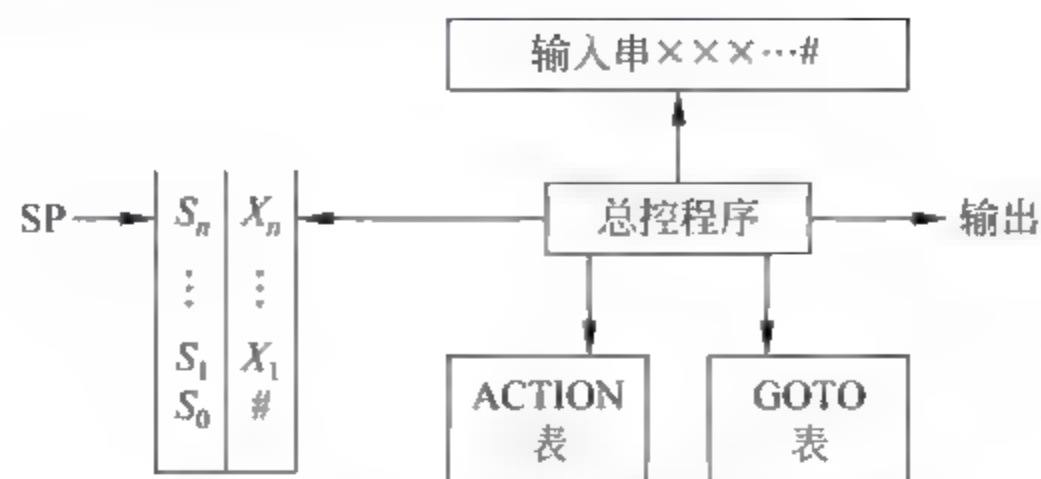 输入串×××…#
SP
Sₙ Xₙ
⋮ ⋮
S₁ X₁
S₀ #
总控程序
输出
ACTION
表
GOTO
表